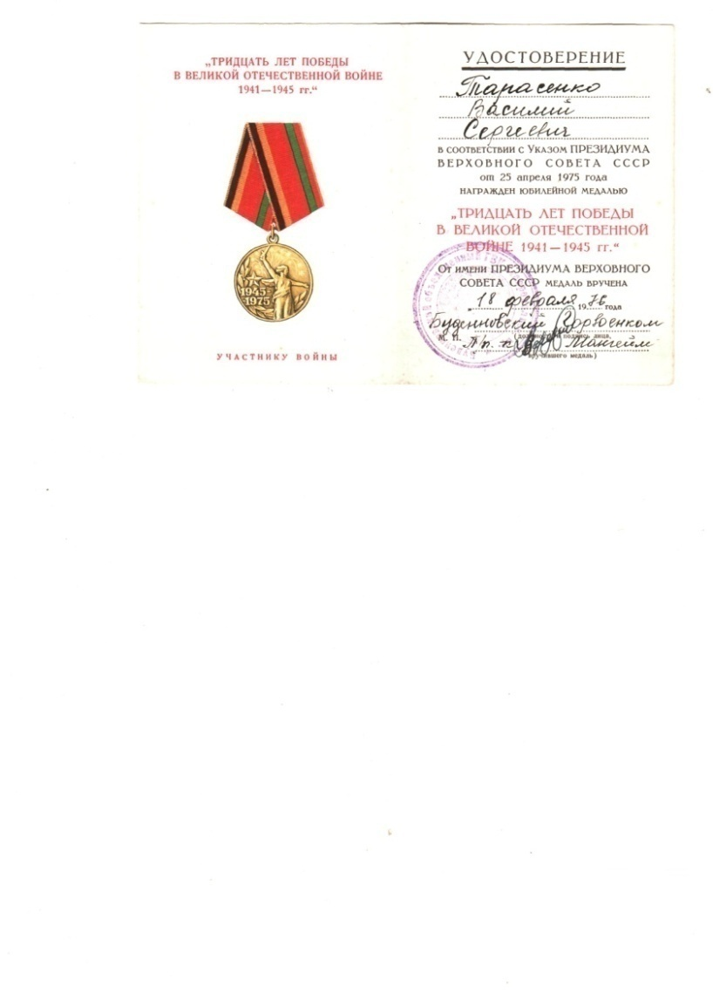 „ТРИДЦАТЬ ЛЕТ ПОБЕДЫ
В ВЕЛИКОЙ ОТЕЧЕСТВЕННОЙ ВОЙНЕ
1941—1945 гг.“
1945-
1975
УЧАСТНИКУ ВОЙНЫ
УДОСТОВЕРЕНИЕ
Тарасенко
Василий
Сергеевич
В СООТВЕТСТВИИ С УКАЗОМ ПРЕЗИДИУМА
ВЕРХОВНОГО СОВЕТА СССР
от 25 апреля 1975 года
НАГРАЖДЕН ЮБИЛЕЙНОЙ МЕДАЛЬЮ
„ТРИДЦАТЬ ЛЕТ ПОБЕДЫ
В ВЕЛИКОЙ ОТЕЧЕСТВЕННОЙ
ВОЙНЕ 1941—1945 гг.“
От имени ПРЕЗИДИУМА ВЕРХОВНОГО
СОВЕТА СССР МЕДАЛЬ ВРУЧЕНА
„18 февраля 1976 года
Буденновский Горвоенком
М. П. (должность подпись лица,
п/п-к Мангейм
вручившего медаль)